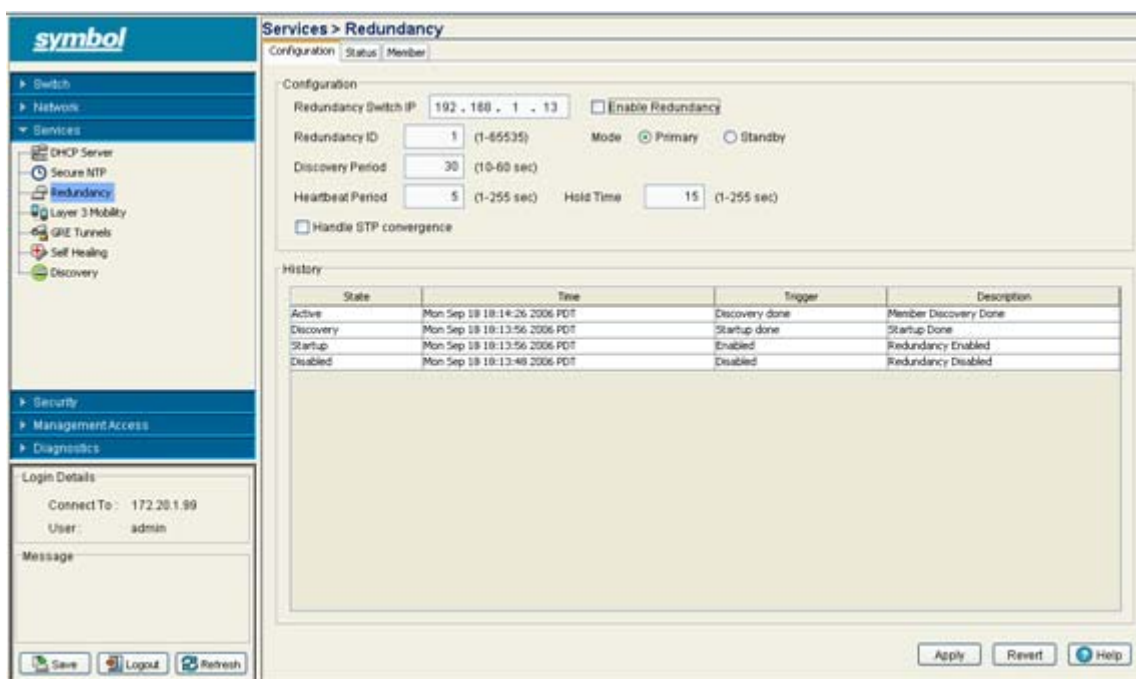 symbol
Switch
Network
Services
DHCP Server
Secure NTP
Redundancy
Layer 3 Mobility
GRE Tunnels
Self Healing
Discovery
Security
Management Access
Diagnostics
Login Details
Connect To : 172.20.1.99
User : admin
Message
Save Logout Refresh
Services > Redundancy
Configuration Status Member
Configuration
Redundancy Switch IP 192 . 168 . 1 . 13 Enable Redundancy
Redundancy ID 1 (1-65535) Mode Primary Standby
Discovery Period 30 (10-60 sec)
Heartbeat Period 5 (1-255 sec) Hold Time 15 (1-255 sec)
Handle STP convergence
History
State Time Trigger Description
Active Mon Sep 18 18:14:26 2006 PDT Discovery done Member Discovery Done
Discovery Mon Sep 18 18:13:56 2006 PDT Startup done Startup Done
Startup Mon Sep 18 18:13:56 2006 PDT Enabled Redundancy Enabled
Disabled Mon Sep 18 18:13:48 2006 PDT Disabled Redundancy Disabled
Apply Revert Help